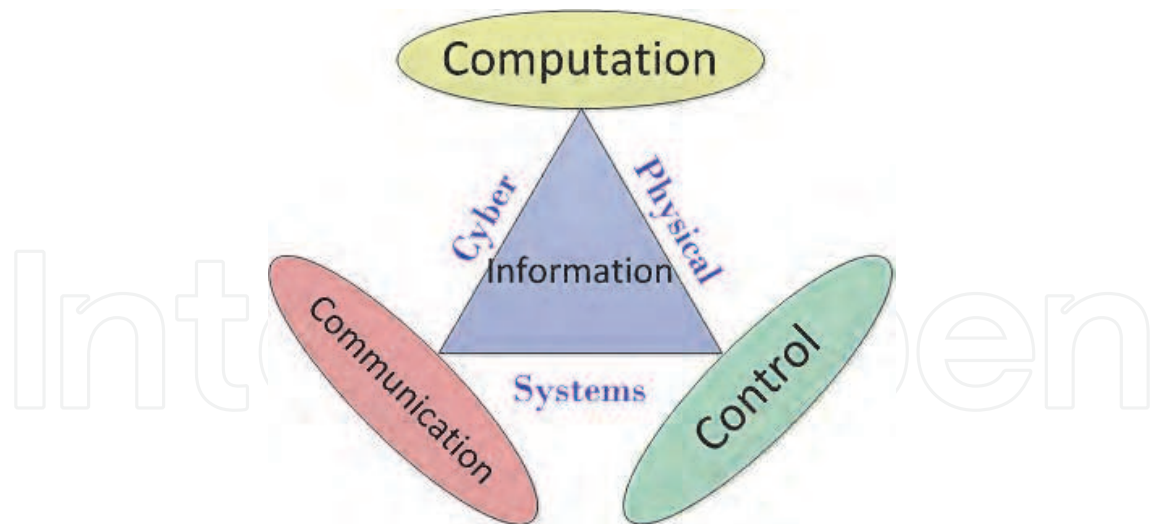 Computation
Cyber
Physical
Information
Communication
Systems
Control